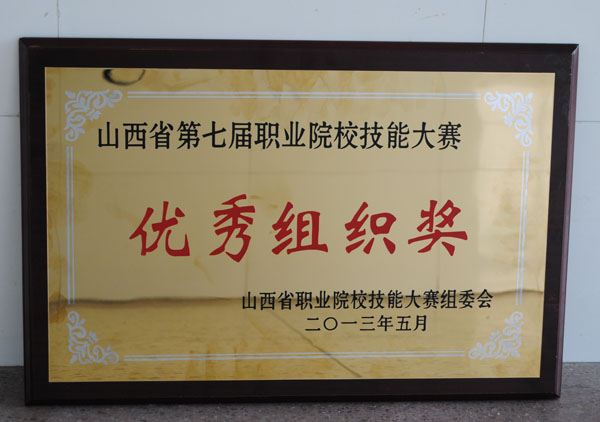 山西省第七届职业院校技能大赛
优秀组织奖
山西省职业院校技能大赛组委会
二〇一三年五月